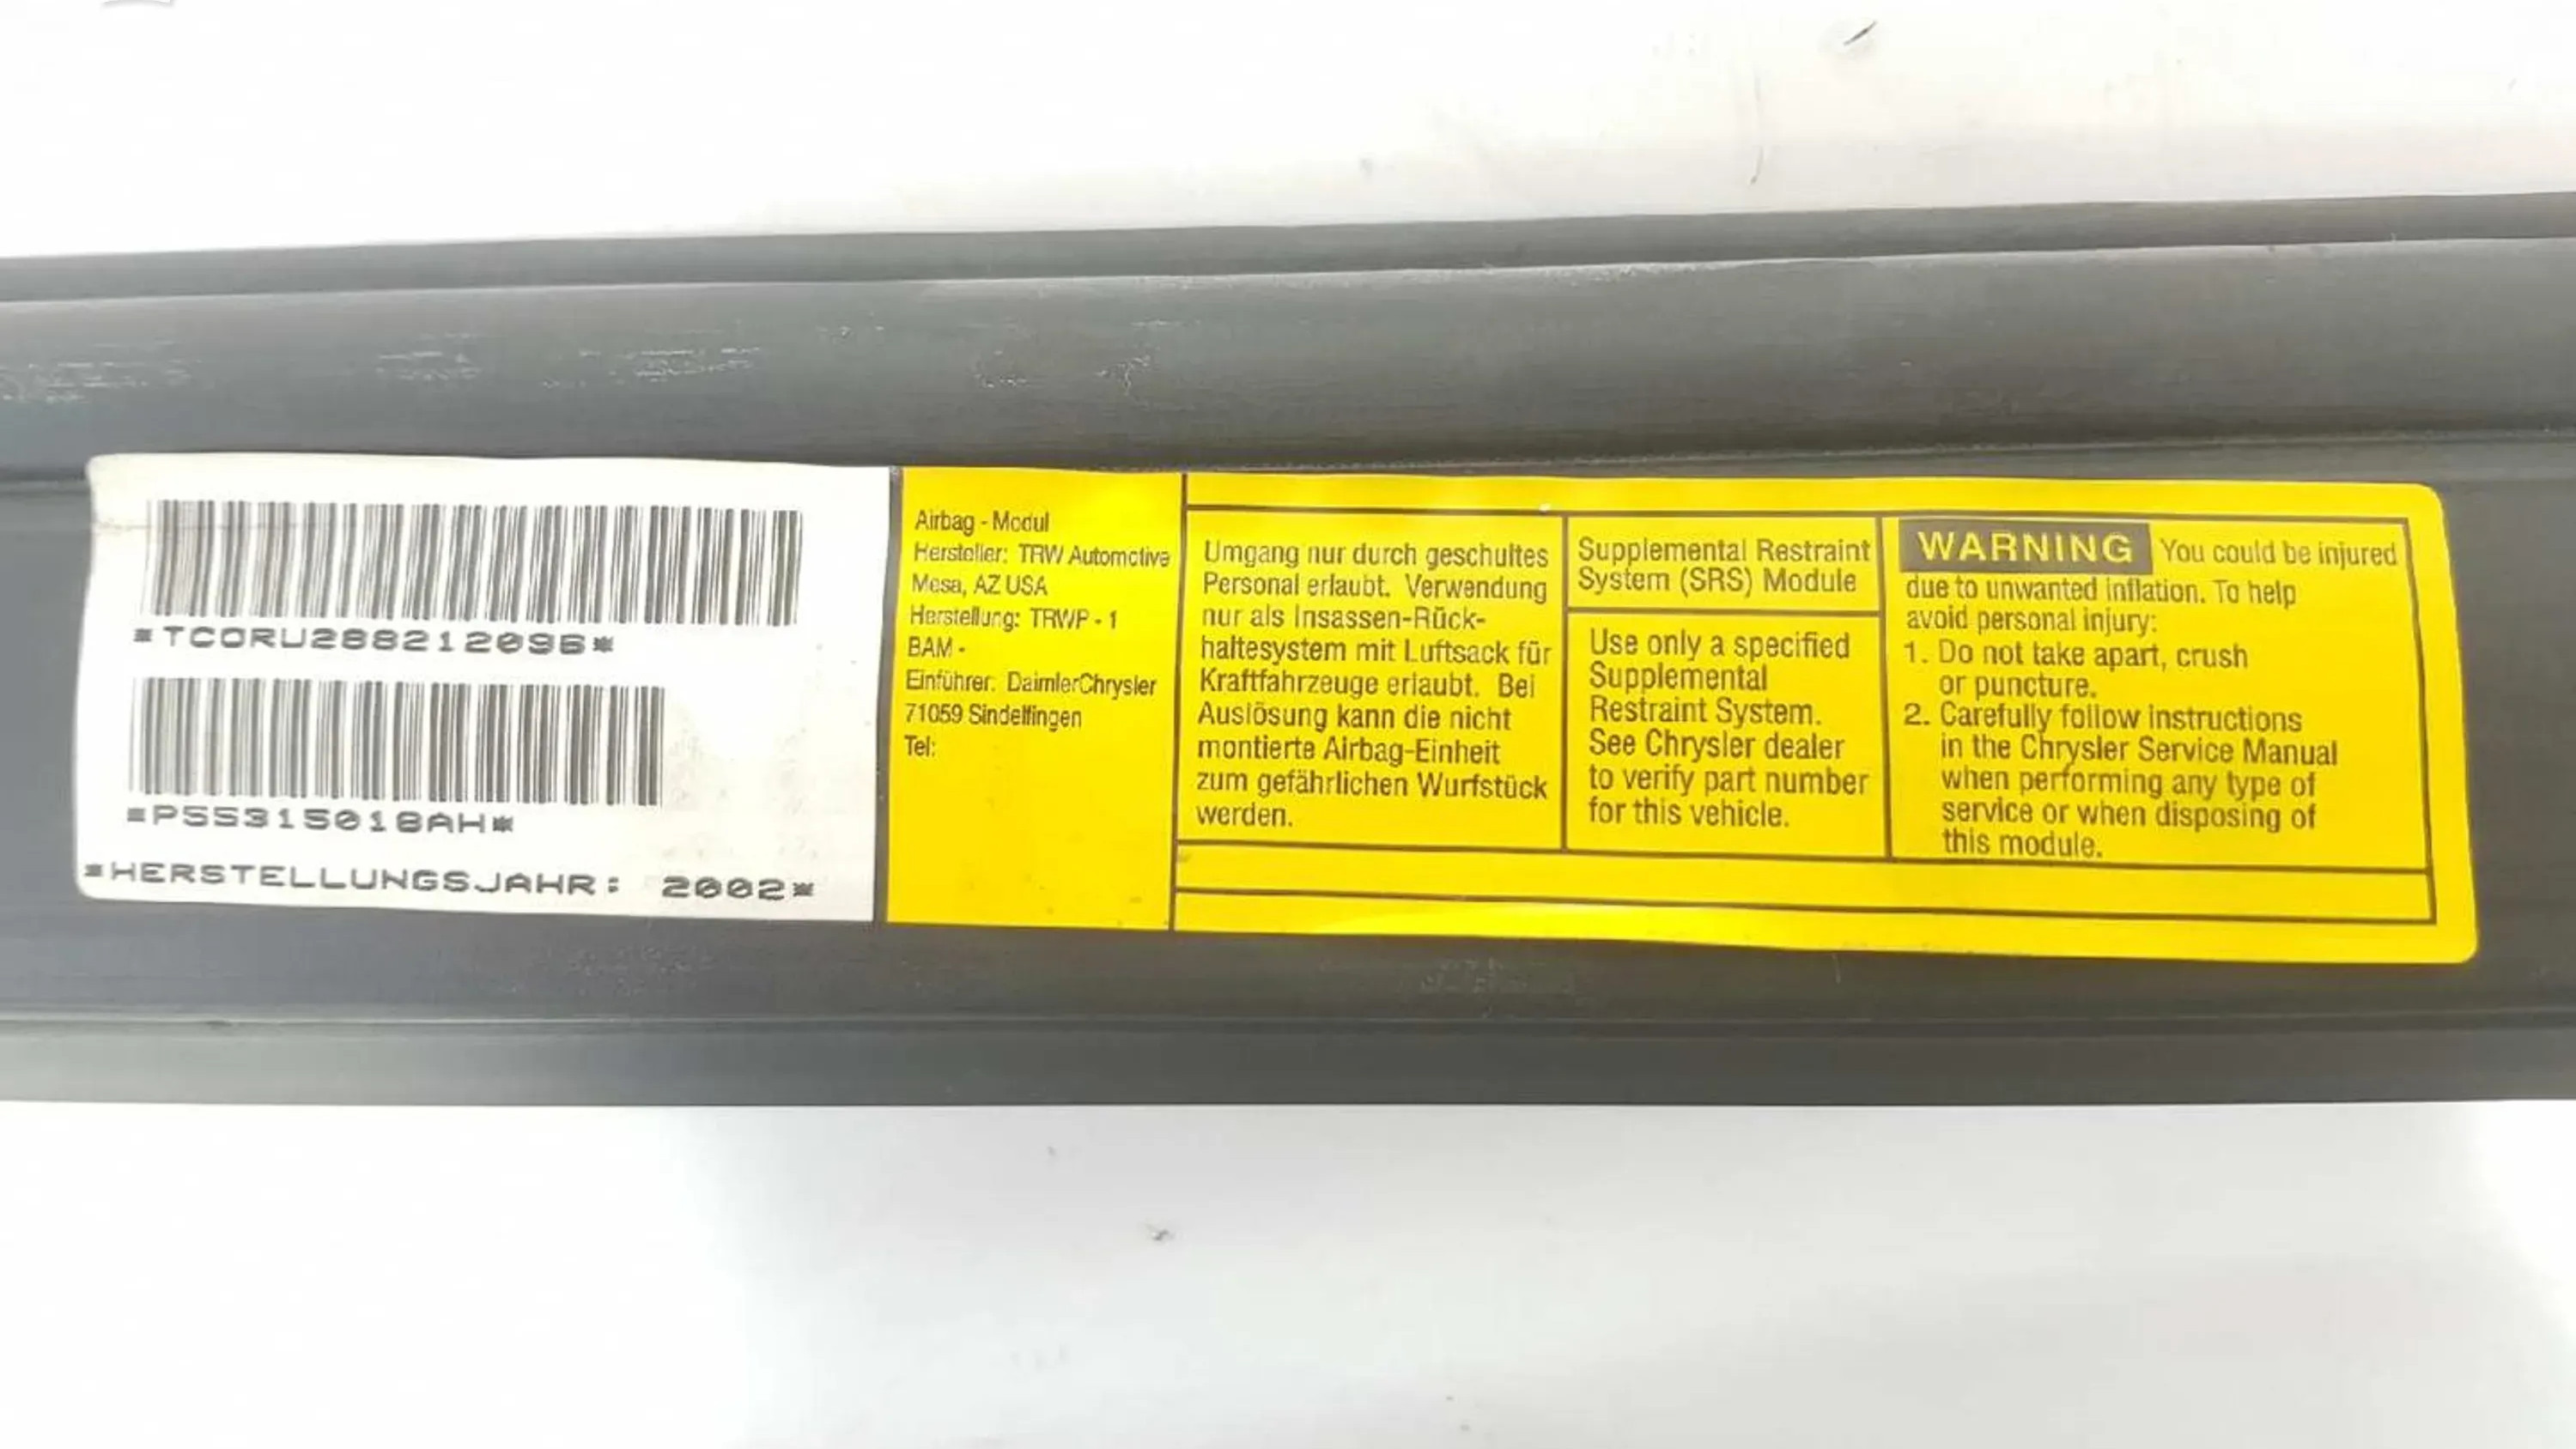 *TCORU288212096*
*P55315018AH*
*HERSTELLUNGSJAHR: 2002*
Airbag - Modul
Hersteller: TRW Automotive
Mesa, AZ USA
Herstellung: TRWP - 1
BAM -
Einführer: DaimlerChrysler
71059 Sindelfingen
Tel:
Umgang nur durch geschultes
Personal erlaubt. Verwendung
nur als Insassen-Rück-
haltesystem mit Luftsack für
Kraftfahrzeuge erlaubt. Bei
Auslösung kann die nicht
montierte Airbag-Einheit
zum gefährlichen Wurfstück
werden.
Supplemental Restraint
System (SRS) Module
Use only a specified
Supplemental
Restraint System.
See Chrysler dealer
to verify part number
for this vehicle.
WARNING You could be injured
due to unwanted inflation. To help
avoid personal injury:
1. Do not take apart, crush
or puncture.
2. Carefully follow instructions
in the Chrysler Service Manual
when performing any type of
service or when disposing of
this module.